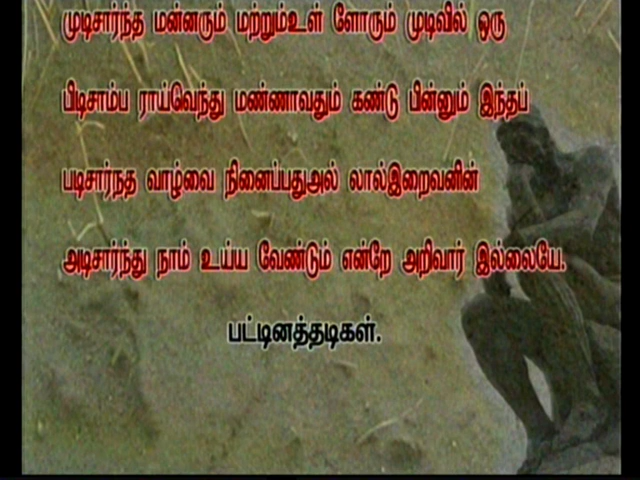 முடிசார்ந்த மன்னரும் மற்றும்உள் ளோரும் முடிவில் ஒரு
பிடிசாம்ப ராய்வேந்து மண்ணாவதும் கண்டு பின்னும் இந்தப்
படிசார்நத வாழ்வை நினைப்பதுஅல் லால்இறைவனின்
அடிசார்ந்து நாம் உய்ய வேண்டும் என்றே அறிவார் இல்லையே.
பட்டினத்தடிகள்.